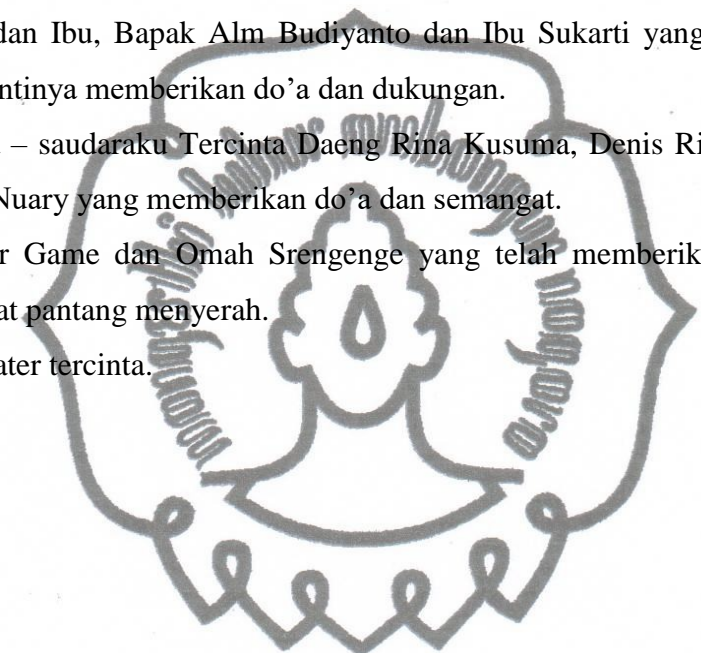 dan Ibu, Bapak Alm Budiyanto dan Ibu Sukarti yang
ntinya memberikan do’a dan dukungan.
– saudaraku Tercinta Daeng Rina Kusuma, Denis Ri
Nuary yang memberikan do’a dan semangat.
r Game dan Omah Srengenge yang telah memberik
at pantang menyerah.
ater tercinta.